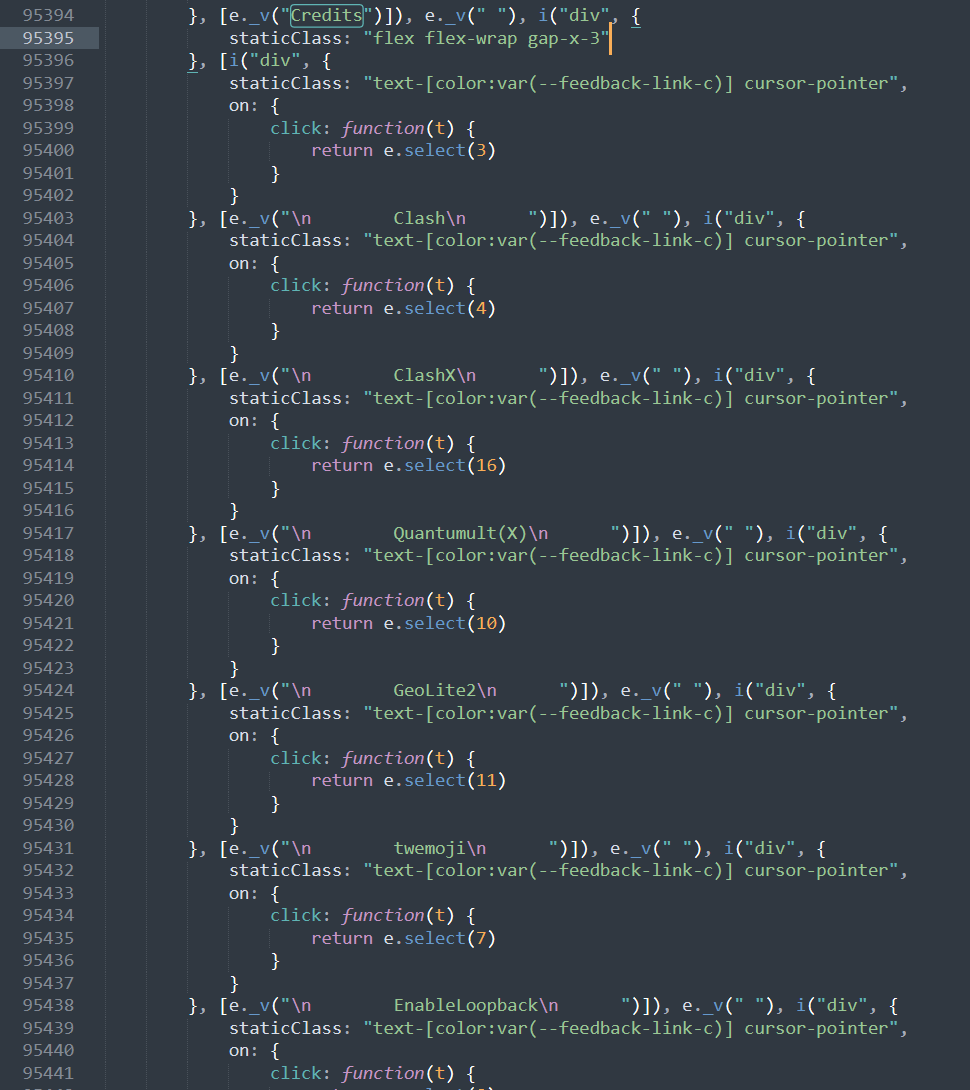 95394 }, [e._v("Credits")]), e._v(" "), i("div", {
95395 staticClass: "flex flex-wrap gap-x-3"
95396 }, [i("div", {
95397 staticClass: "text-[color:var(--feedback-link-c)] cursor-pointer",
95398 on: {
95399 click: function(t) {
95400 return e.select(3)
95401 }
95402 }
95403 }, [e._v("\n        Clash\n      ")]), e._v(" "), i("div", {
95404 staticClass: "text-[color:var(--feedback-link-c)] cursor-pointer",
95405 on: {
95406 click: function(t) {
95407 return e.select(4)
95408 }
95409 }
95410 }, [e._v("\n        ClashX\n      ")]), e._v(" "), i("div", {
95411 staticClass: "text-[color:var(--feedback-link-c)] cursor-pointer",
95412 on: {
95413 click: function(t) {
95414 return e.select(16)
95415 }
95416 }
95417 }, [e._v("\n        Quantumult(X)\n      ")]), e._v(" "), i("div", {
95418 staticClass: "text-[color:var(--feedback-link-c)] cursor-pointer",
95419 on: {
95420 click: function(t) {
95421 return e.select(10)
95422 }
95423 }
95424 }, [e._v("\n        GeoLite2\n      ")]), e._v(" "), i("div", {
95425 staticClass: "text-[color:var(--feedback-link-c)] cursor-pointer",
95426 on: {
95427 click: function(t) {
95428 return e.select(11)
95429 }
95430 }
95431 }, [e._v("\n        twemoji\n      ")]), e._v(" "), i("div", {
95432 staticClass: "text-[color:var(--feedback-link-c)] cursor-pointer",
95433 on: {
95434 click: function(t) {
95435 return e.select(7)
95436 }
95437 }
95438 }, [e._v("\n        EnableLoopback\n      ")]), e._v(" "), i("div", {
95439 staticClass: "text-[color:var(--feedback-link-c)] cursor-pointer",
95440 on: {
95441 click: function(t) {